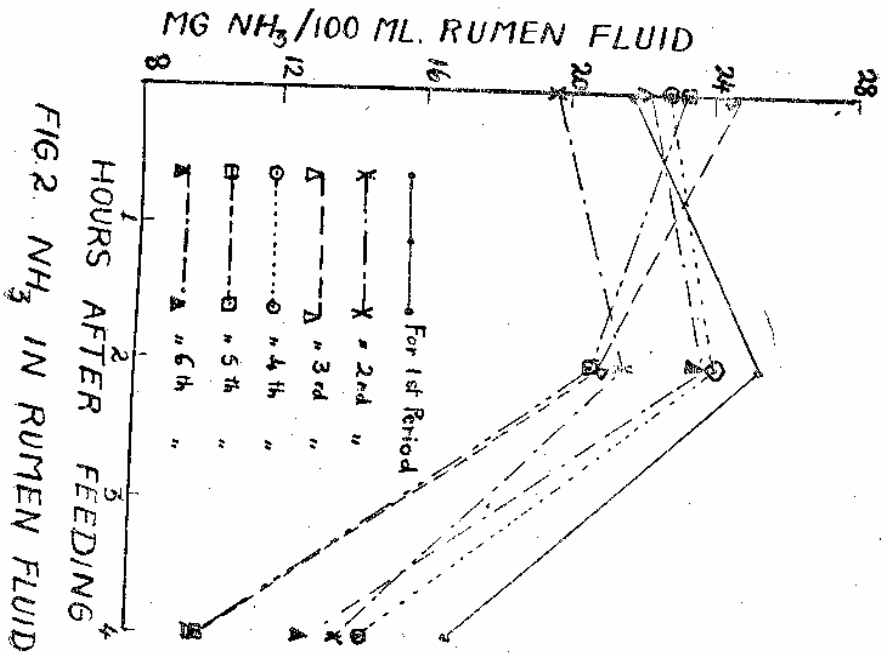 MG NH3/100 ML. RUMEN FLUID
28
24
20
16
12
8
1
2
3
4
For 1st Period
" 2nd "
" 3rd "
" 4th "
" 5th "
" 6th "
HOURS AFTER FEEDING
FIG.2 NH3 IN RUMEN FLUID